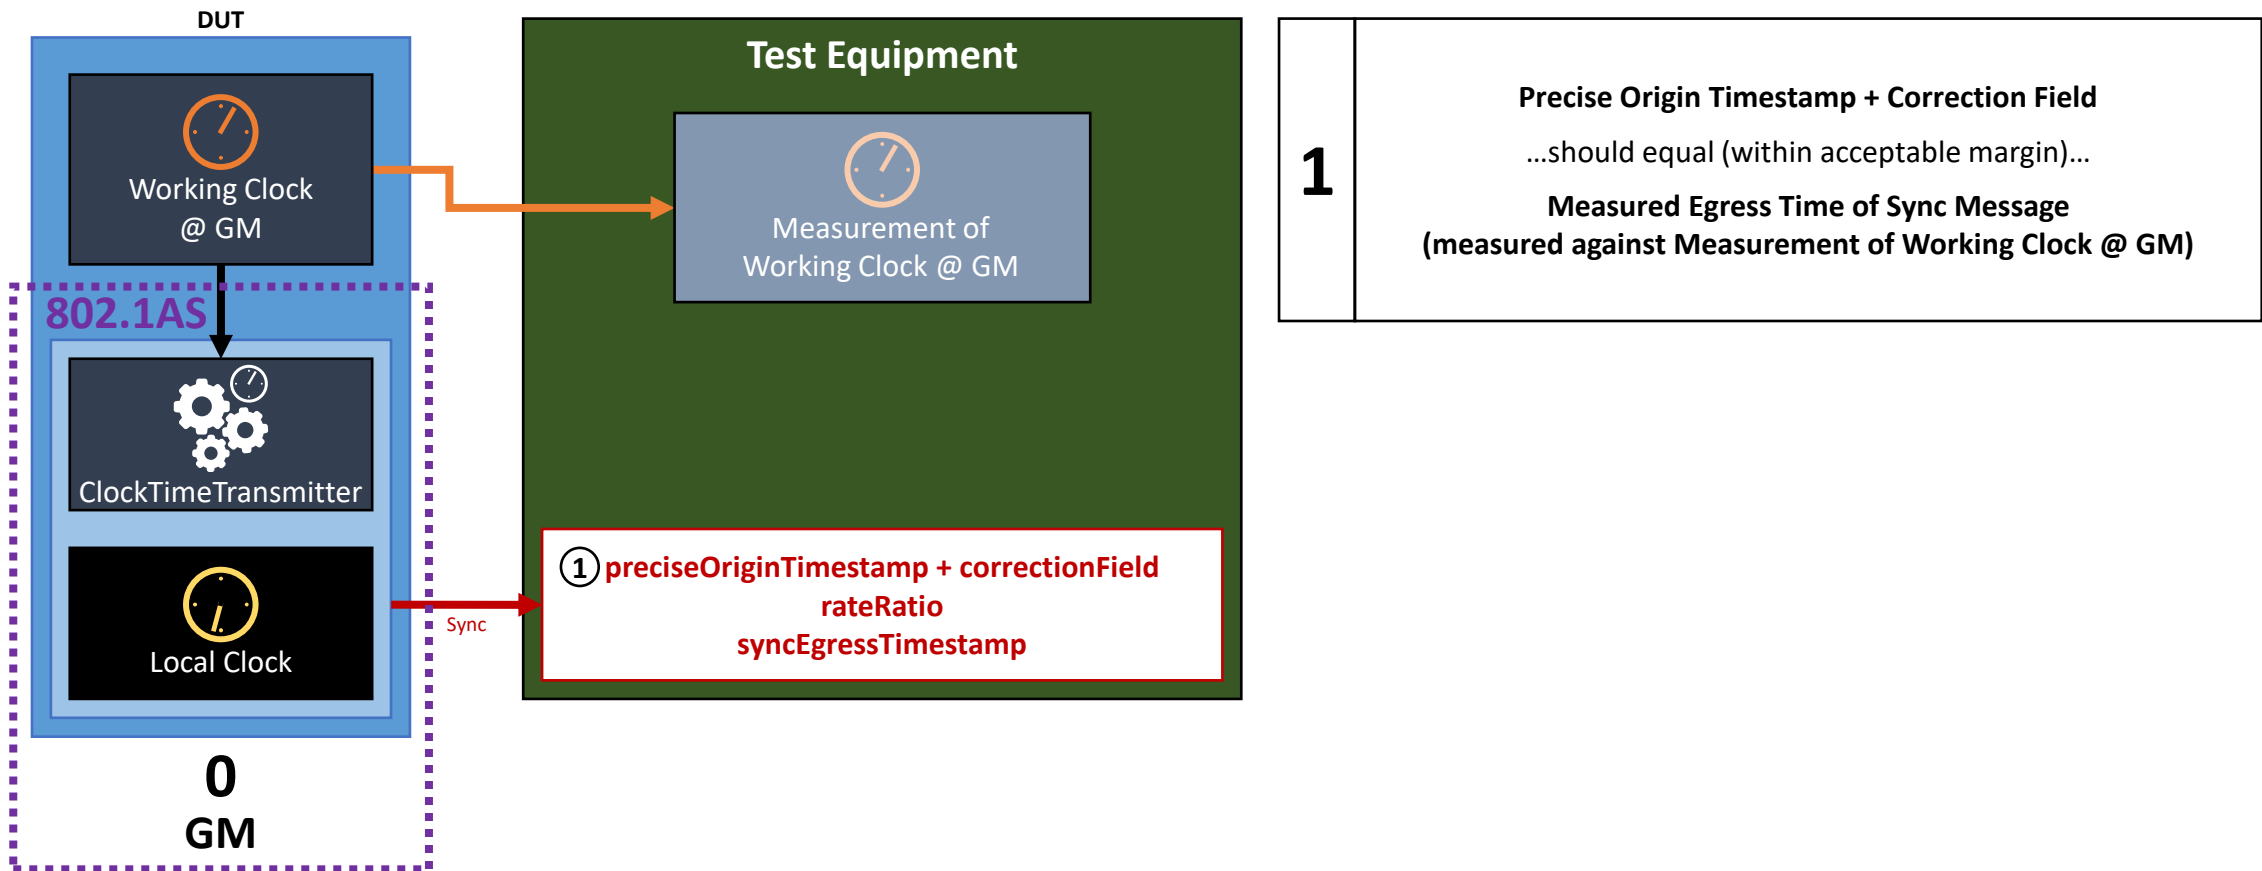 DUT
Working Clock
@ GM
802.1AS
ClockTimeTransmitter
Local Clock
0
GM
Sync
Test Equipment
Measurement of
Working Clock @ GM
1 preciseOriginTimestamp + correctionField
rateRatio
syncEgressTimestamp
1
Precise Origin Timestamp + Correction Field
...should equal (within acceptable margin)...
Measured Egress Time of Sync Message
(measured against Measurement of Working Clock @ GM)